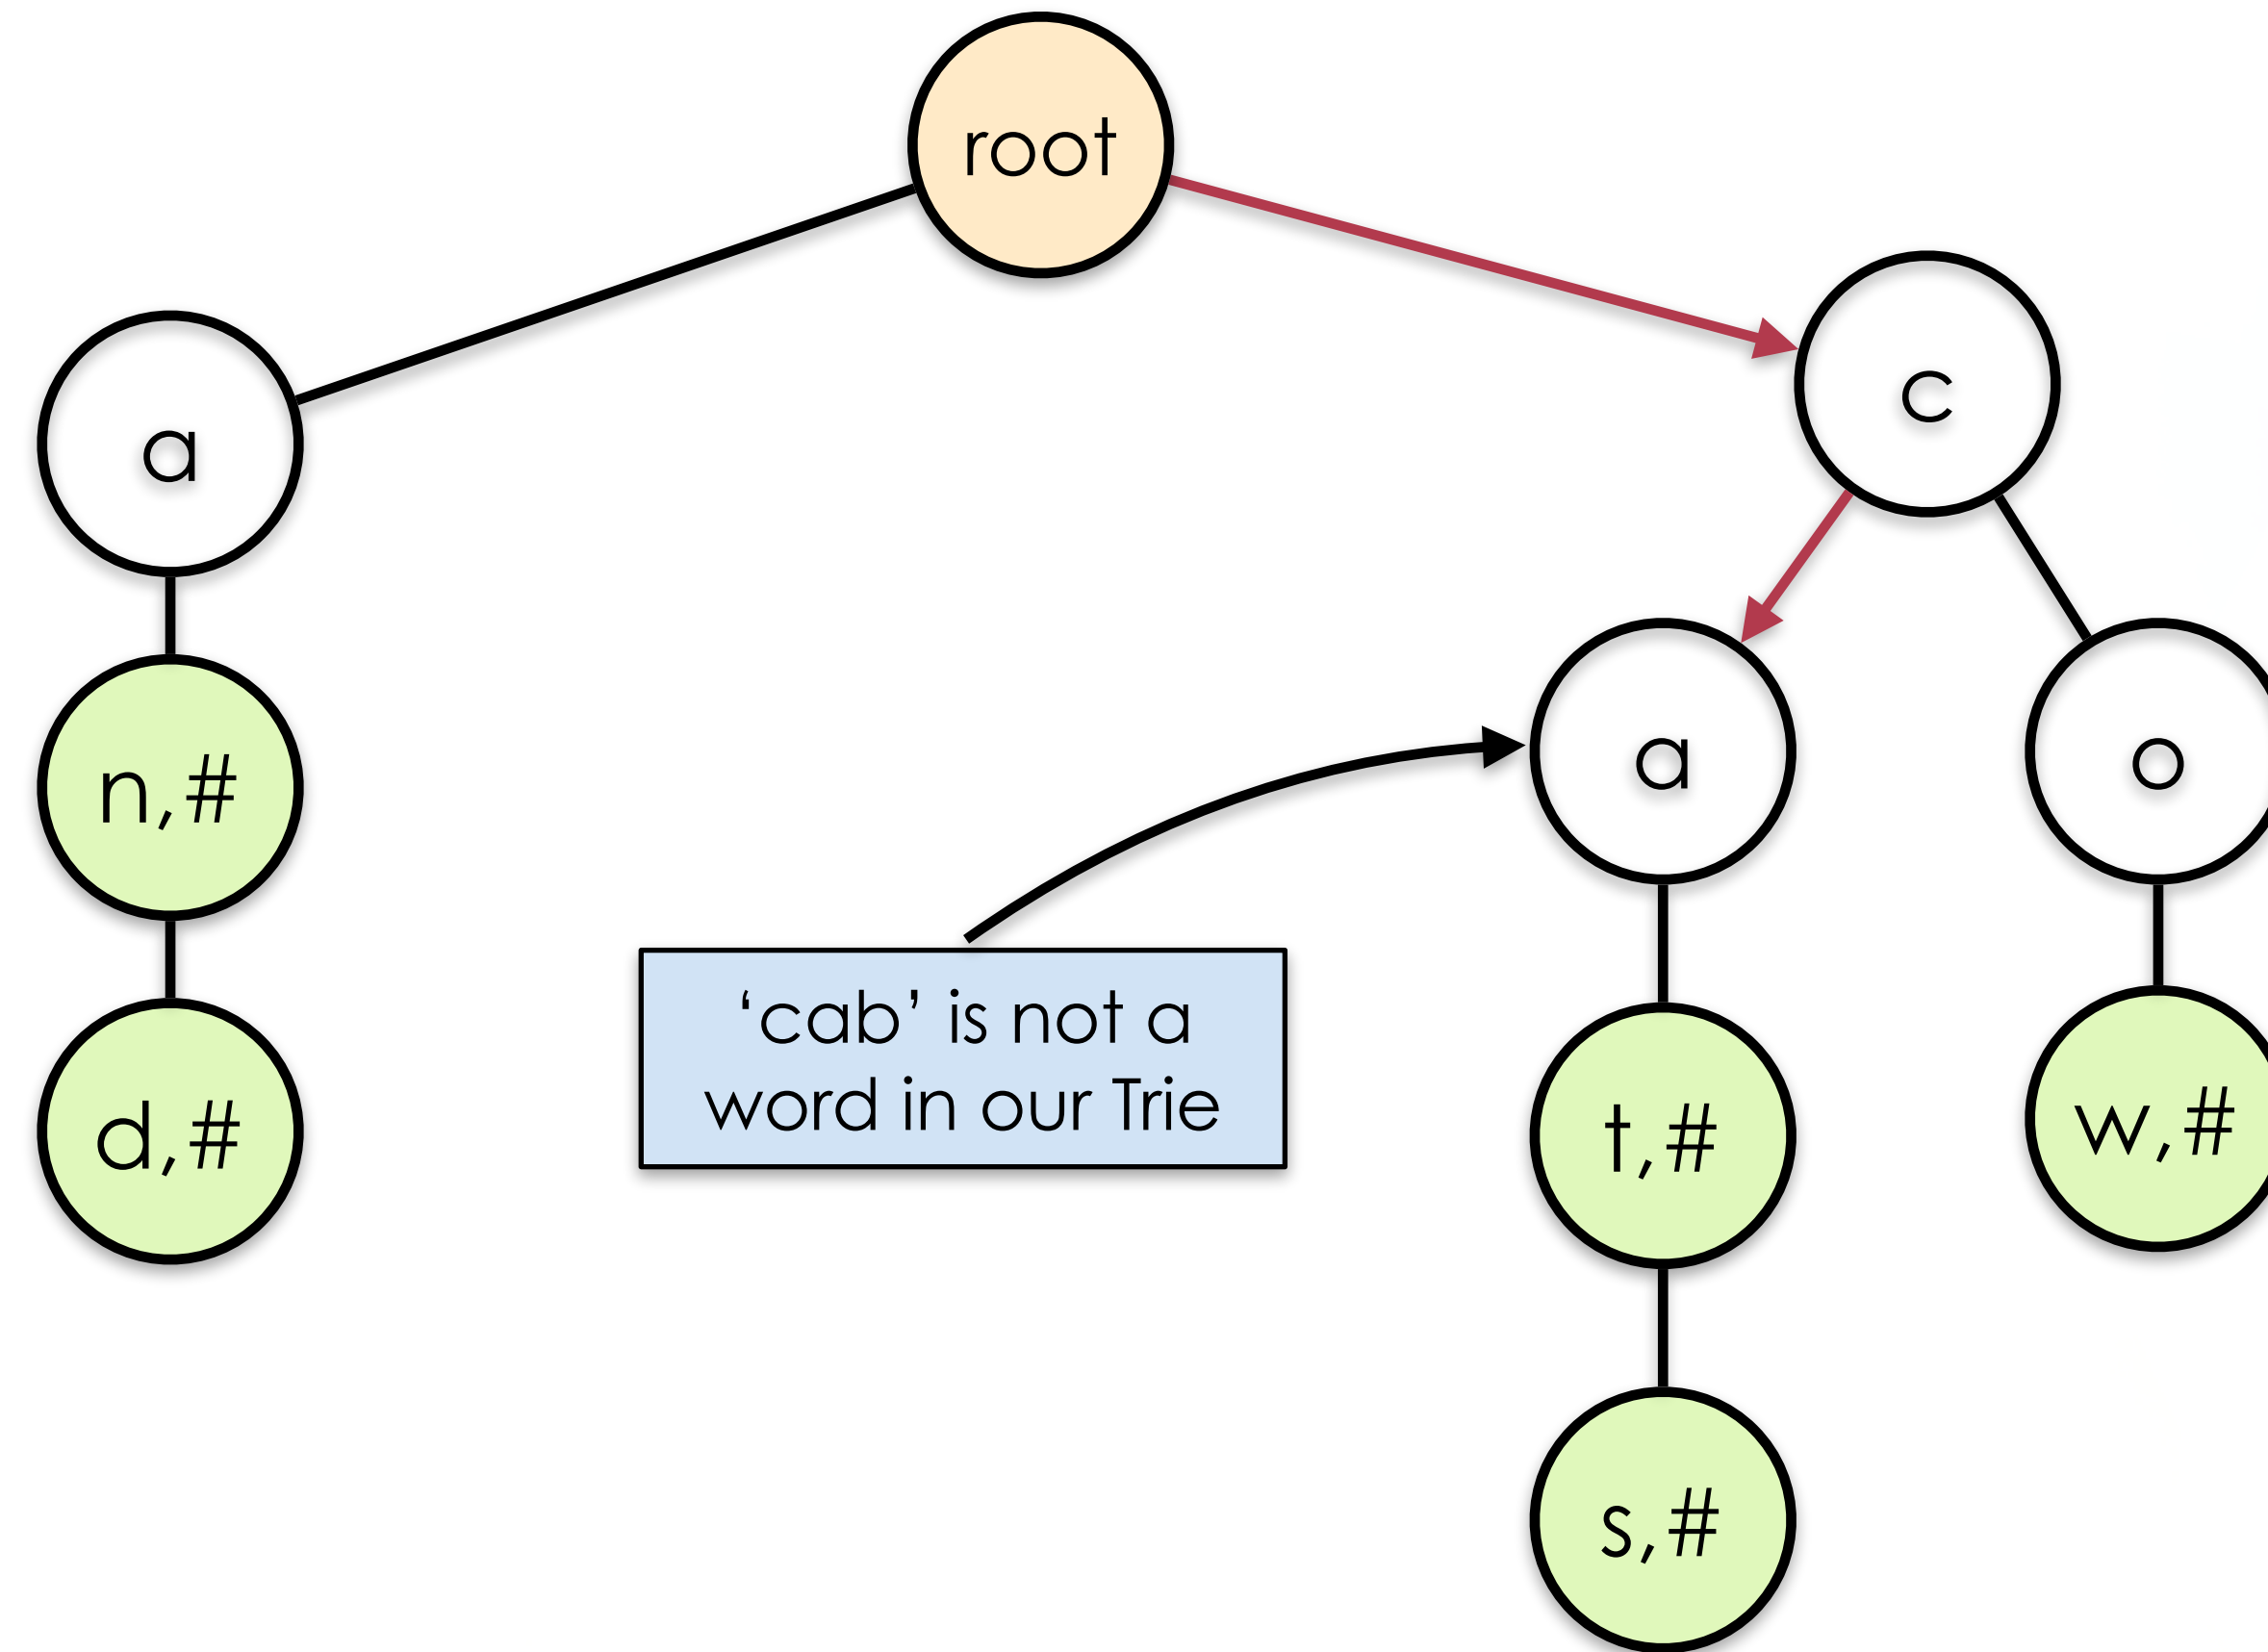 root
c
a
a
o
n,#
‘cab’ is not a
word in our Trie
d,#
t,#
w,#
s,#